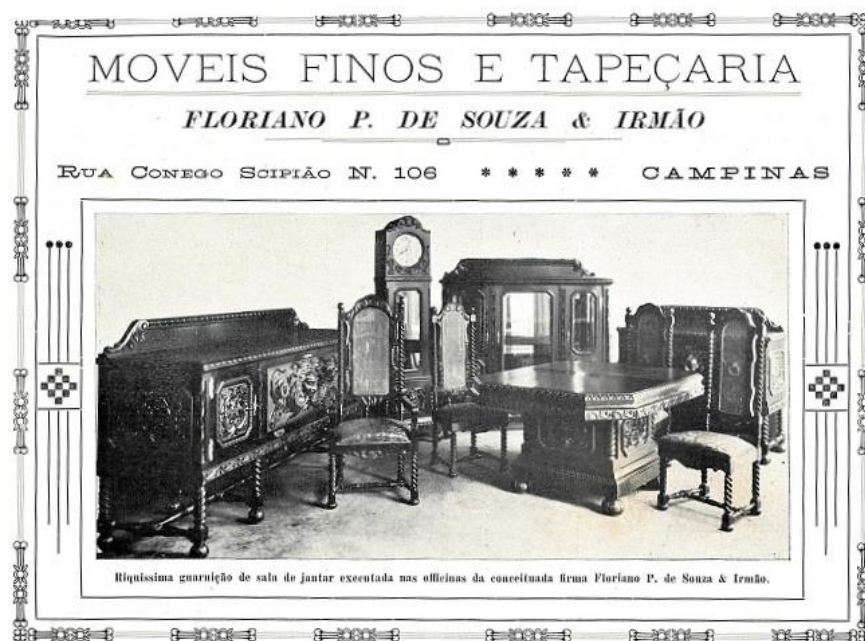 MOVEIS FINOS E TAPEÇARIA
FLORIANO P. DE SOUZA & IRMÃO
RUA CONEGO SCIPIÃO N. 106 * * * * * CAMPINAS
Riquissima guarnição de sala de jantar executada nas officinas da conceituada firma Floriano P. de Souza & Irmão.